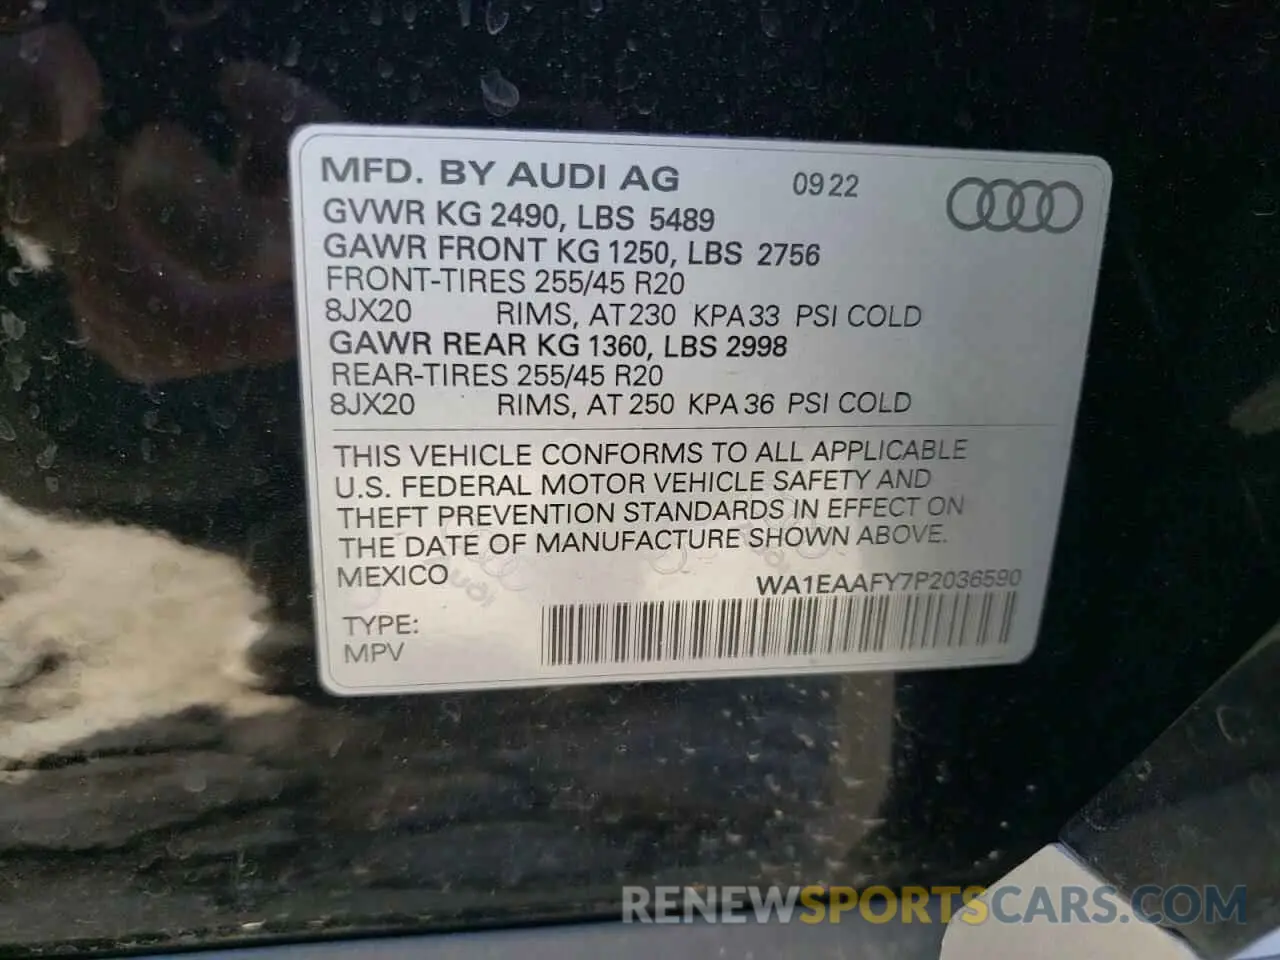 MFD. BY AUDI AG 0922
GVWR KG 2490, LBS 5489
GAWR FRONT KG 1250, LBS 2756
FRONT-TIRES 255/45 R20
8JX20 RIMS, AT 230 KPA 33 PSI COLD
GAWR REAR KG 1360, LBS 2998
REAR-TIRES 255/45 R20
8JX20 RIMS, AT 250 KPA 36 PSI COLD
THIS VEHICLE CONFORMS TO ALL APPLICABLE
U.S. FEDERAL MOTOR VEHICLE SAFETY AND
THEFT PREVENTION STANDARDS IN EFFECT ON
THE DATE OF MANUFACTURE SHOWN ABOVE.
MEXICO WA1EAAFY7P2036590
TYPE:
MPV
RENEWSPORTSCARS.COM